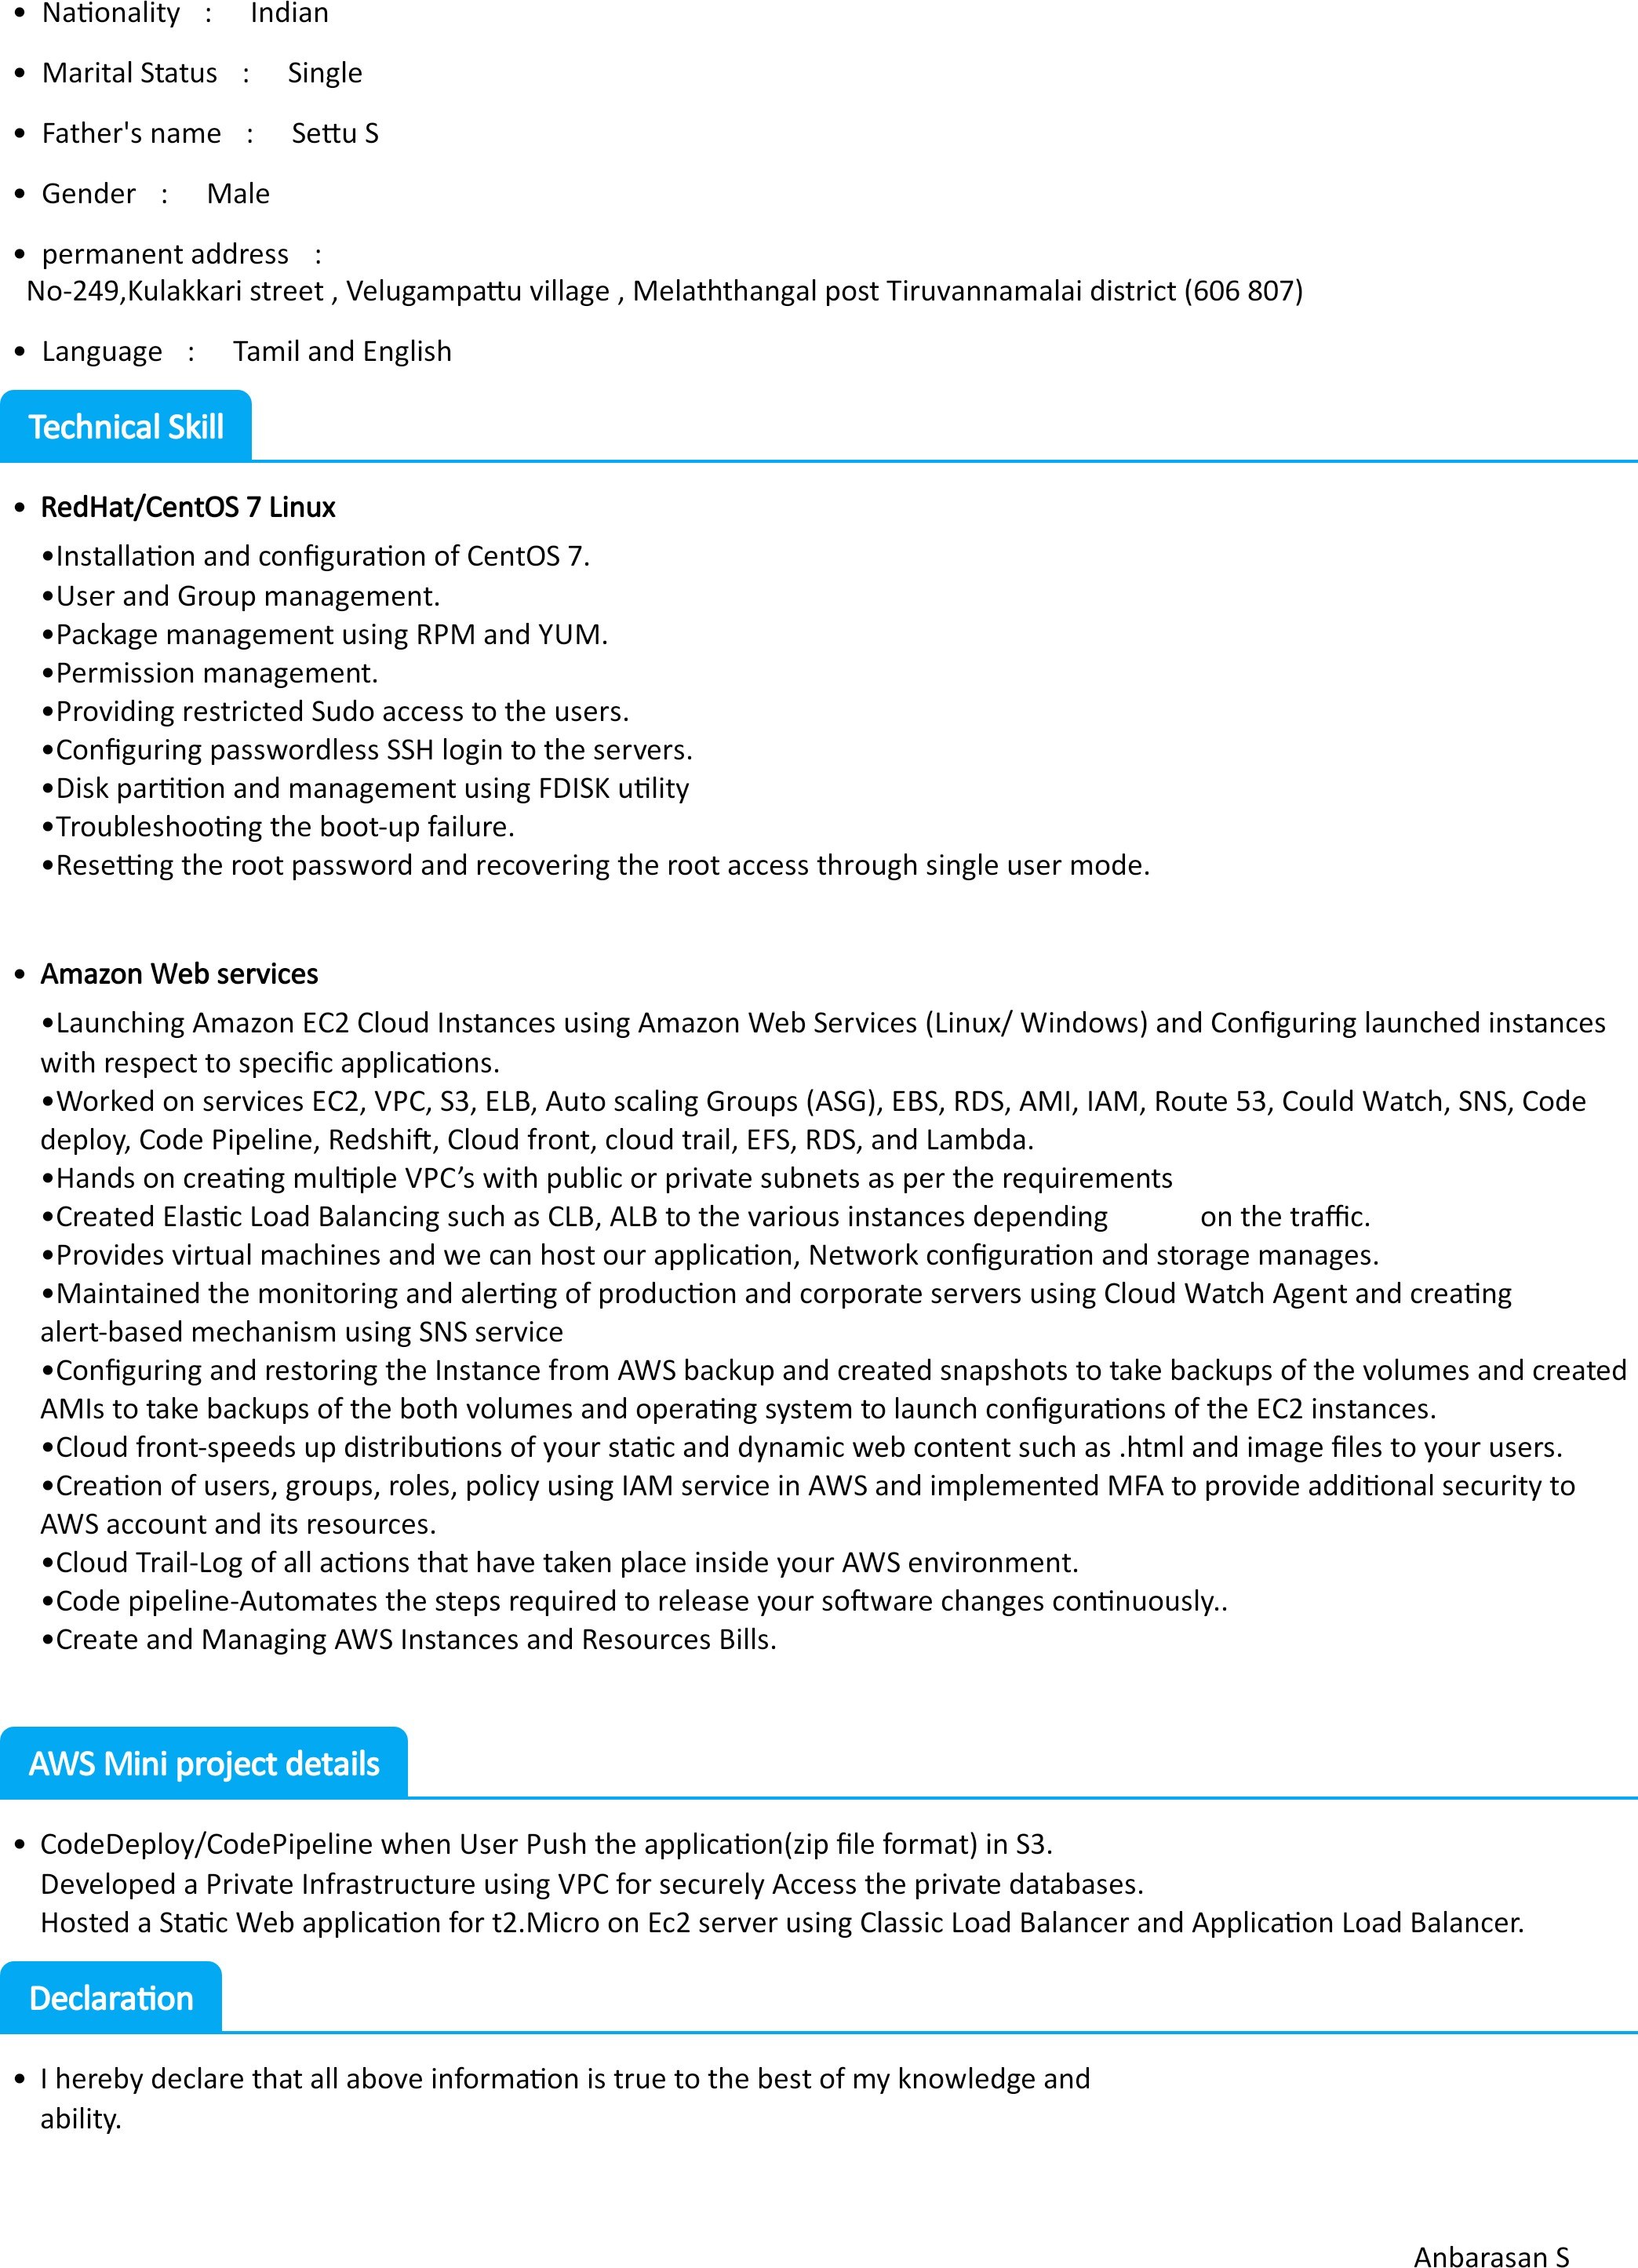 • Nationality : Indian
• Marital Status : Single
• Father's name : Settu S
• Gender : Male
• permanent address :
No-249,Kulakkari street , Velugampattu village , Melaththangal post Tiruvannamalai district (606 807)
• Language : Tamil and English
Technical Skill
• RedHat/CentOS 7 Linux
•Installation and configuration of CentOS 7.
•User and Group management.
•Package management using RPM and YUM.
•Permission management.
•Providing restricted Sudo access to the users.
•Configuring passwordless SSH login to the servers.
•Disk partition and management using FDISK utility
•Troubleshooting the boot-up failure.
•Resetting the root password and recovering the root access through single user mode.
• Amazon Web services
•Launching Amazon EC2 Cloud Instances using Amazon Web Services (Linux/ Windows) and Configuring launched instances
with respect to specific applications.
•Worked on services EC2, VPC, S3, ELB, Auto scaling Groups (ASG), EBS, RDS, AMI, IAM, Route 53, Could Watch, SNS, Code
deploy, Code Pipeline, Redshift, Cloud front, cloud trail, EFS, RDS, and Lambda.
•Hands on creating multiple VPC’s with public or private subnets as per the requirements
•Created Elastic Load Balancing such as CLB, ALB to the various instances depending on the traffic.
•Provides virtual machines and we can host our application, Network configuration and storage manages.
•Maintained the monitoring and alerting of production and corporate servers using Cloud Watch Agent and creating
alert-based mechanism using SNS service
•Configuring and restoring the Instance from AWS backup and created snapshots to take backups of the volumes and created
AMIs to take backups of the both volumes and operating system to launch configurations of the EC2 instances.
•Cloud front-speeds up distributions of your static and dynamic web content such as .html and image files to your users.
•Creation of users, groups, roles, policy using IAM service in AWS and implemented MFA to provide additional security to
AWS account and its resources.
•Cloud Trail-Log of all actions that have taken place inside your AWS environment.
•Code pipeline-Automates the steps required to release your software changes continuously..
•Create and Managing AWS Instances and Resources Bills.
AWS Mini project details
• CodeDeploy/CodePipeline when User Push the application(zip file format) in S3.
Developed a Private Infrastructure using VPC for securely Access the private databases.
Hosted a Static Web application for t2.Micro on Ec2 server using Classic Load Balancer and Application Load Balancer.
Declaration
• I hereby declare that all above information is true to the best of my knowledge and
ability.
Anbarasan S